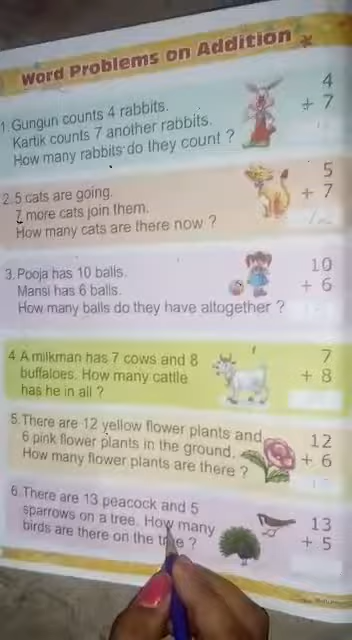 Word Problems on Addition
1. Gungun counts 4 rabbits.
Kartik counts 7 another rabbits.
How many rabbits do they count ?
4
+ 7
2. 5 cats are going.
7 more cats join them.
How many cats are there now ?
5
+ 7
3. Pooja has 10 balls.
Mansi has 6 balls.
How many balls do they have altogether ?
10
+ 6
4. A milkman has 7 cows and 8
buffaloes. How many cattle
has he in all ?
7
+ 8
5. There are 12 yellow flower plants and
6 pink flower plants in the ground.
How many flower plants are there ?
12
+ 6
6. There are 13 peacock and 5
sparrows on a tree. How many
birds are there on the tree ?
13
+ 5